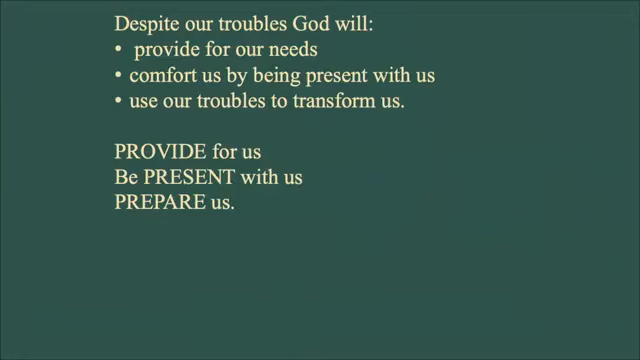 Despite our troubles God will:
• provide for our needs
• comfort us by being present with us
• use our troubles to transform us.
PROVIDE for us
Be PRESENT with us
PREPARE us.